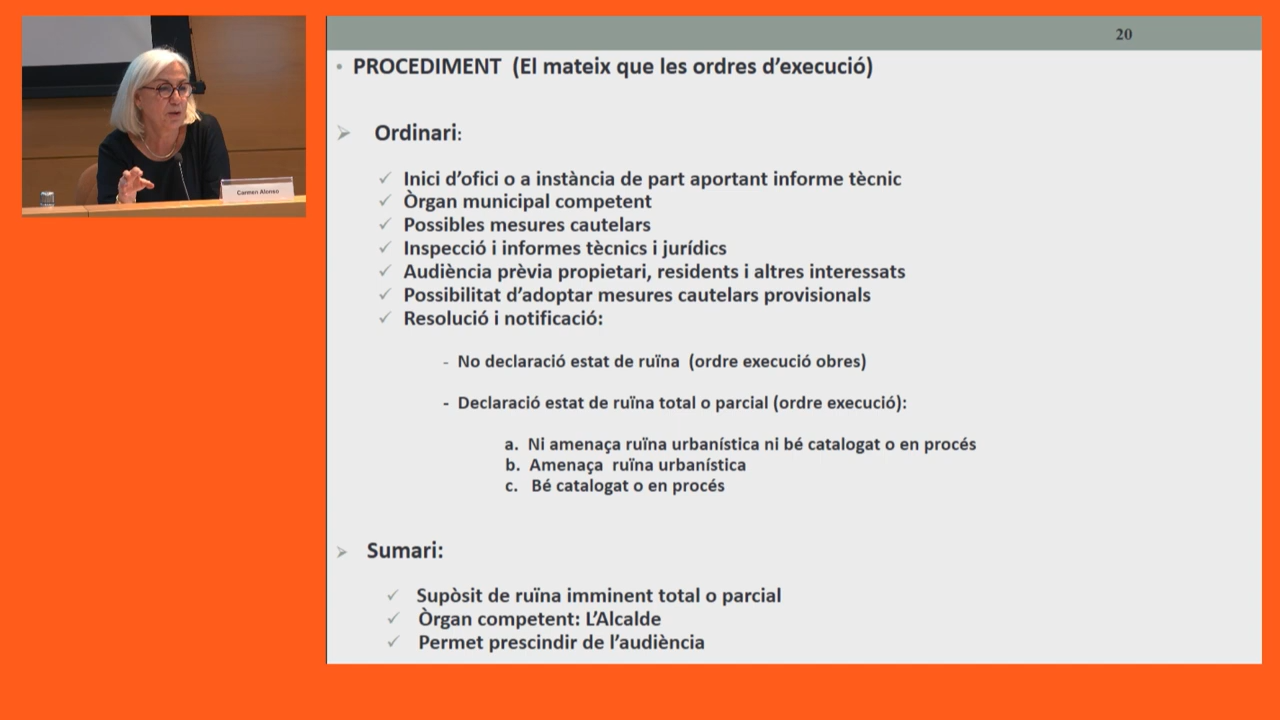 20
• PROCEDIMENT (El mateix que les ordres d’execució)
Ordinari:
Inici d’ofici o a instància de part aportant informe tècnic
Òrgan municipal competent
Possibles mesures cautelars
Inspecció i informes tècnics i jurídics
Audiència prèvia propietari, residents i altres interessats
Possibilitat d’adoptar mesures cautelars provisionals
Resolució i notificació:
- No declaració estat de ruïna (ordre execució obres)
- Declaració estat de ruïna total o parcial (ordre execució):
a. Ni amenaça ruïna urbanística ni bé catalogat o en procés
b. Amenaça ruïna urbanística
c. Bé catalogat o en procés
Sumari:
Supòsit de ruïna imminent total o parcial
Òrgan competent: L’Alcalde
Permet prescindir de l’audiència
Carmen Alonso